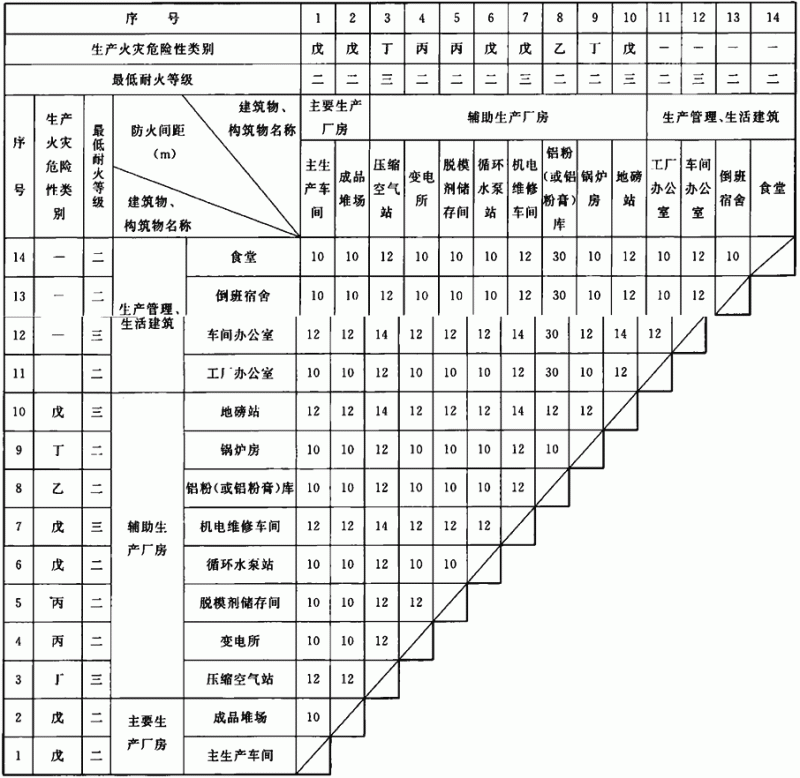 序 号 1 2 3 4 5 6 7 8 9 10 11 12 13 14
生产火灾危险性类别 戊 戊 丁 丙 丙 戊 戊 乙 丁 戊 一 一 一 一
最低耐火等级 二 二 三 二 二 二 三 二 二 三 二 三 二 二
序号 生产火灾危险性类别 最低耐火等级 防火间距（m） 建筑物、构筑物名称 主要生产厂房 辅助生产厂房 生产管理、生活建筑
建筑物、构筑物名称 主生产车间 成品堆场 压缩空气站 变电所 脱模剂储存间 循环水泵站 机电维修车间 铝粉（或铝粉膏）库 锅炉房 地磅站 工厂办公室 车间办公室 倒班宿舍 食堂
14 一 二 生产管理、生活建筑 食堂 10 10 12 10 10 10 12 30 10 12 10 12 10
13 一 二 倒班宿舍 10 10 12 10 10 10 12 30 10 12 10 12
12 一 三 车间办公室 12 12 14 12 12 12 14 30 12 14 12
11 二 工厂办公室 10 10 12 10 10 10 12 30 10 12
10 戊 三 辅助生产厂房 地磅站 12 12 14 12 12 12 14 12 12
9 丁 二 锅炉房 10 10 12 10 10 10 12 10
8 乙 二 铝粉（或铝粉膏）库 10 10 12 10 10 10 12
7 戊 三 机电维修车间 12 12 14 12 12 12
6 戊 二 循环水泵站 10 10 12 10 10
5 丙 二 脱模剂储存间 10 10 12 12
4 丙 二 变电所 10 10 12
3 丁 三 压缩空气站 12 12
2 戊 二 主要生产厂房 成品堆场 10
1 戊 二 主生产车间